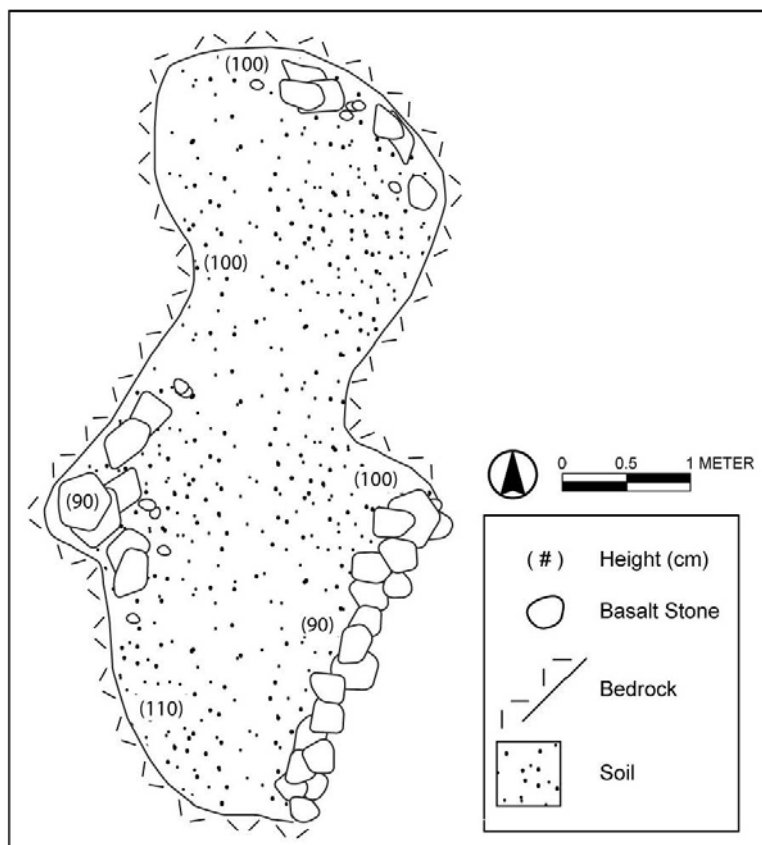 (100)
(100)
(90)
(100)
(90)
(110)
0 0.5 1 METER
(#) Height (cm)
Basalt Stone
Bedrock
Soil